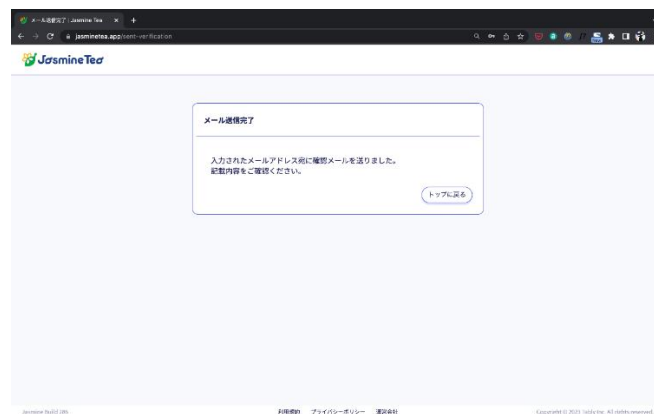 メール送信完了 | Jasmine Tea
jasminetea.app/sent-verification
Jasmine Tea
メール送信完了
入力されたメールアドレス宛に確認メールを送りました。
記載内容をご確認ください。
トップに戻る
利用規約 プライバシーポリシー 運営会社